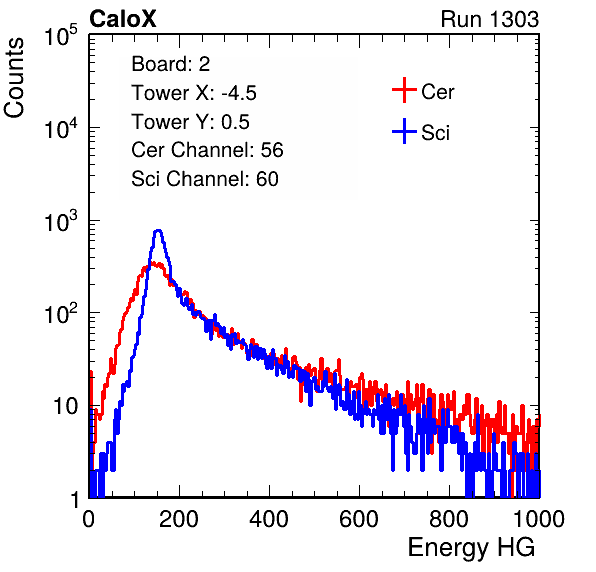 CaloX Run 1303
Counts
10^5
10^4
10^3
10^2
10
1
Board: 2
Tower X: -4.5
Tower Y: 0.5
Cer Channel: 56
Sci Channel: 60
Cer
Sci
0 200 400 600 800 1000
Energy HG